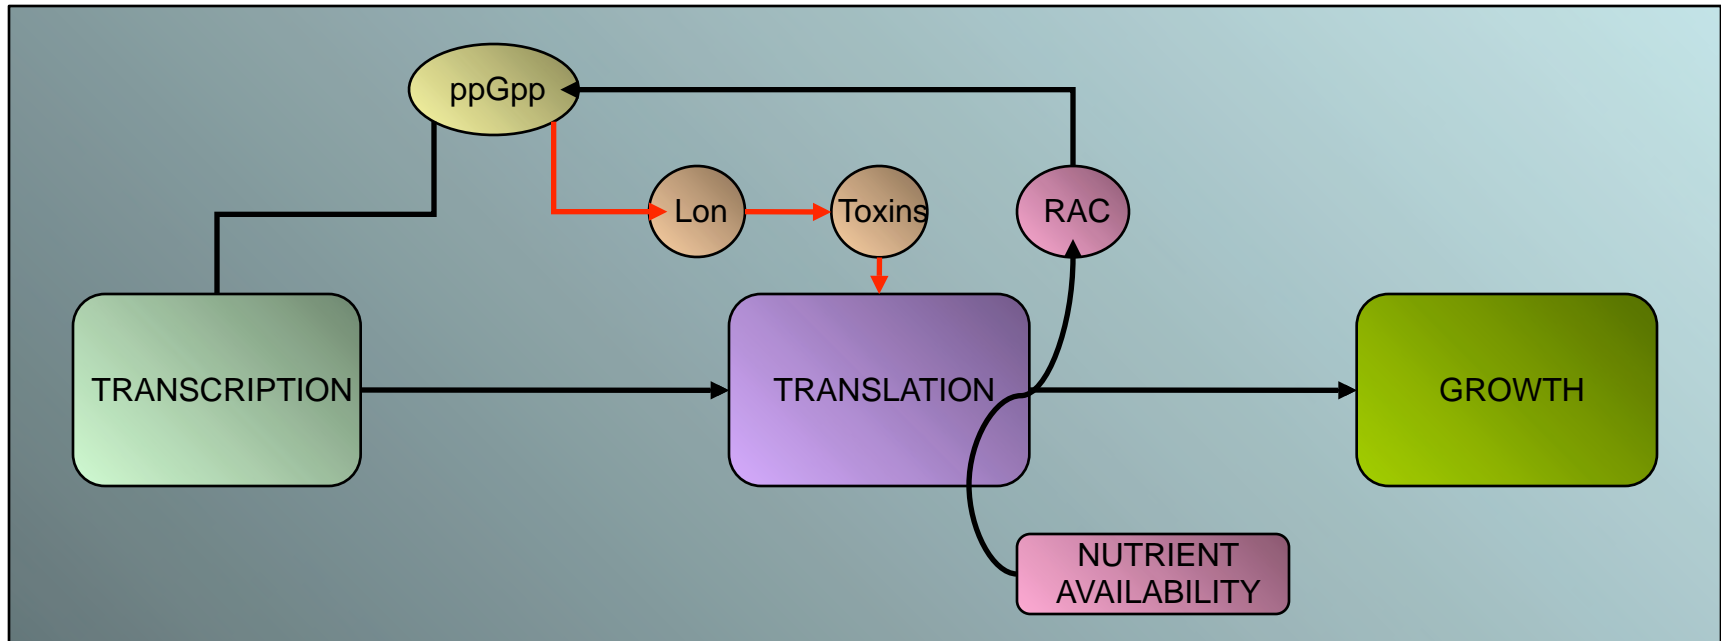 ppGpp
Lon
Toxins
RAC
TRANSCRIPTION
TRANSLATION
GROWTH
NUTRIENT
AVAILABILITY